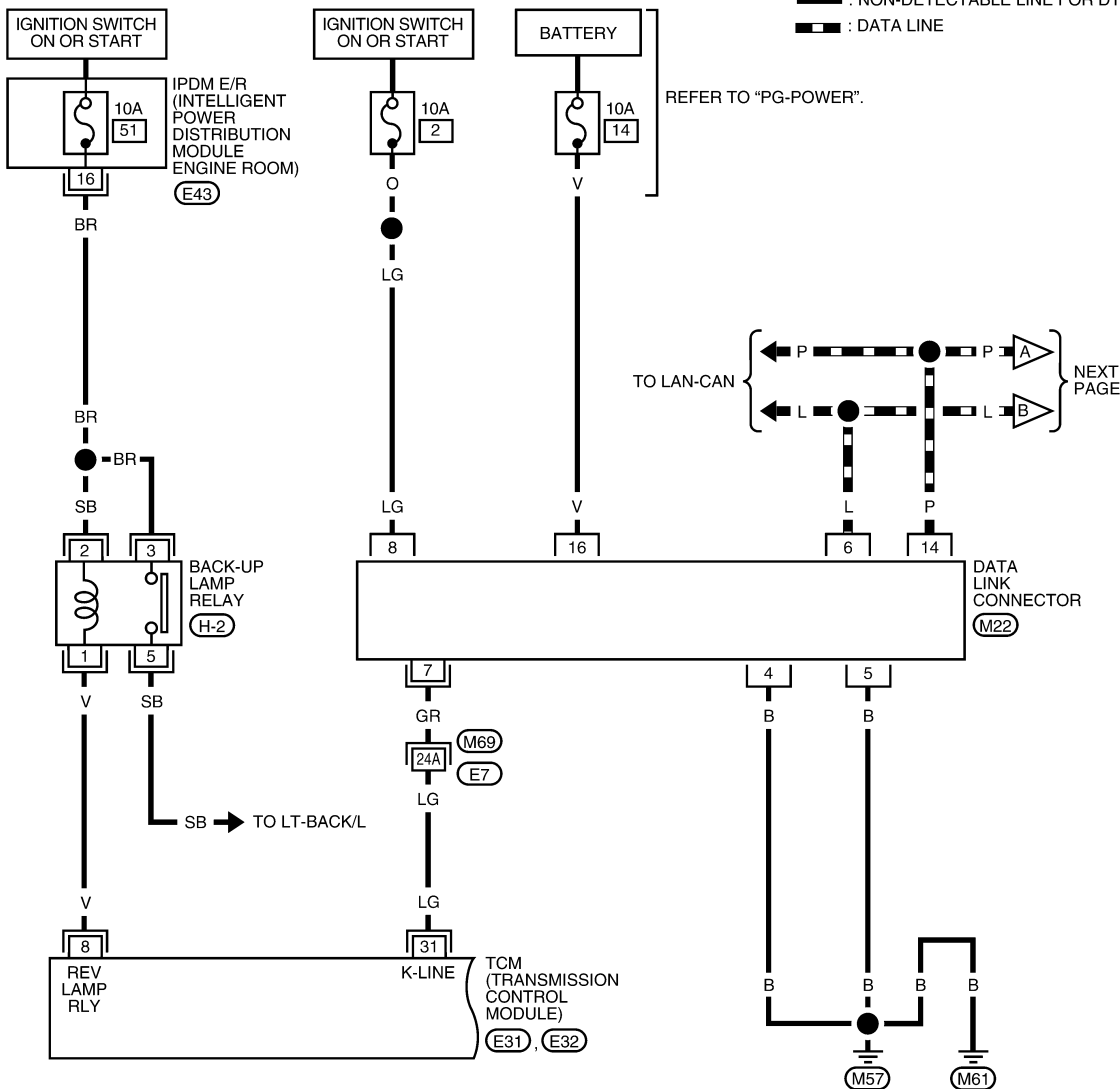 : NON-DETECTABLE LINE FOR DT
: DATA LINE
IGNITION SWITCH
ON OR START
IGNITION SWITCH
ON OR START
BATTERY
IPDM E/R
(INTELLIGENT
POWER
DISTRIBUTION
MODULE
ENGINE ROOM)
E43
10A
51
10A
2
10A
14
REFER TO “PG-POWER”.
16
O
V
BR
LG
TO LAN-CAN
P
P
A
L
L
B
NEXT
PAGE
BR
BR
SB
LG
V
L
P
2
3
8
16
6
14
BACK-UP
LAMP
RELAY
H-2
DATA
LINK
CONNECTOR
M22
1
5
7
4
5
V
SB
GR
B
B
24A
M69
E7
LG
SB
TO LT-BACK/L
V
LG
8
31
REV
LAMP
RLY
K-LINE
TCM
(TRANSMISSION
CONTROL
MODULE)
E31 , E32
B
B
B
B
M57
M61